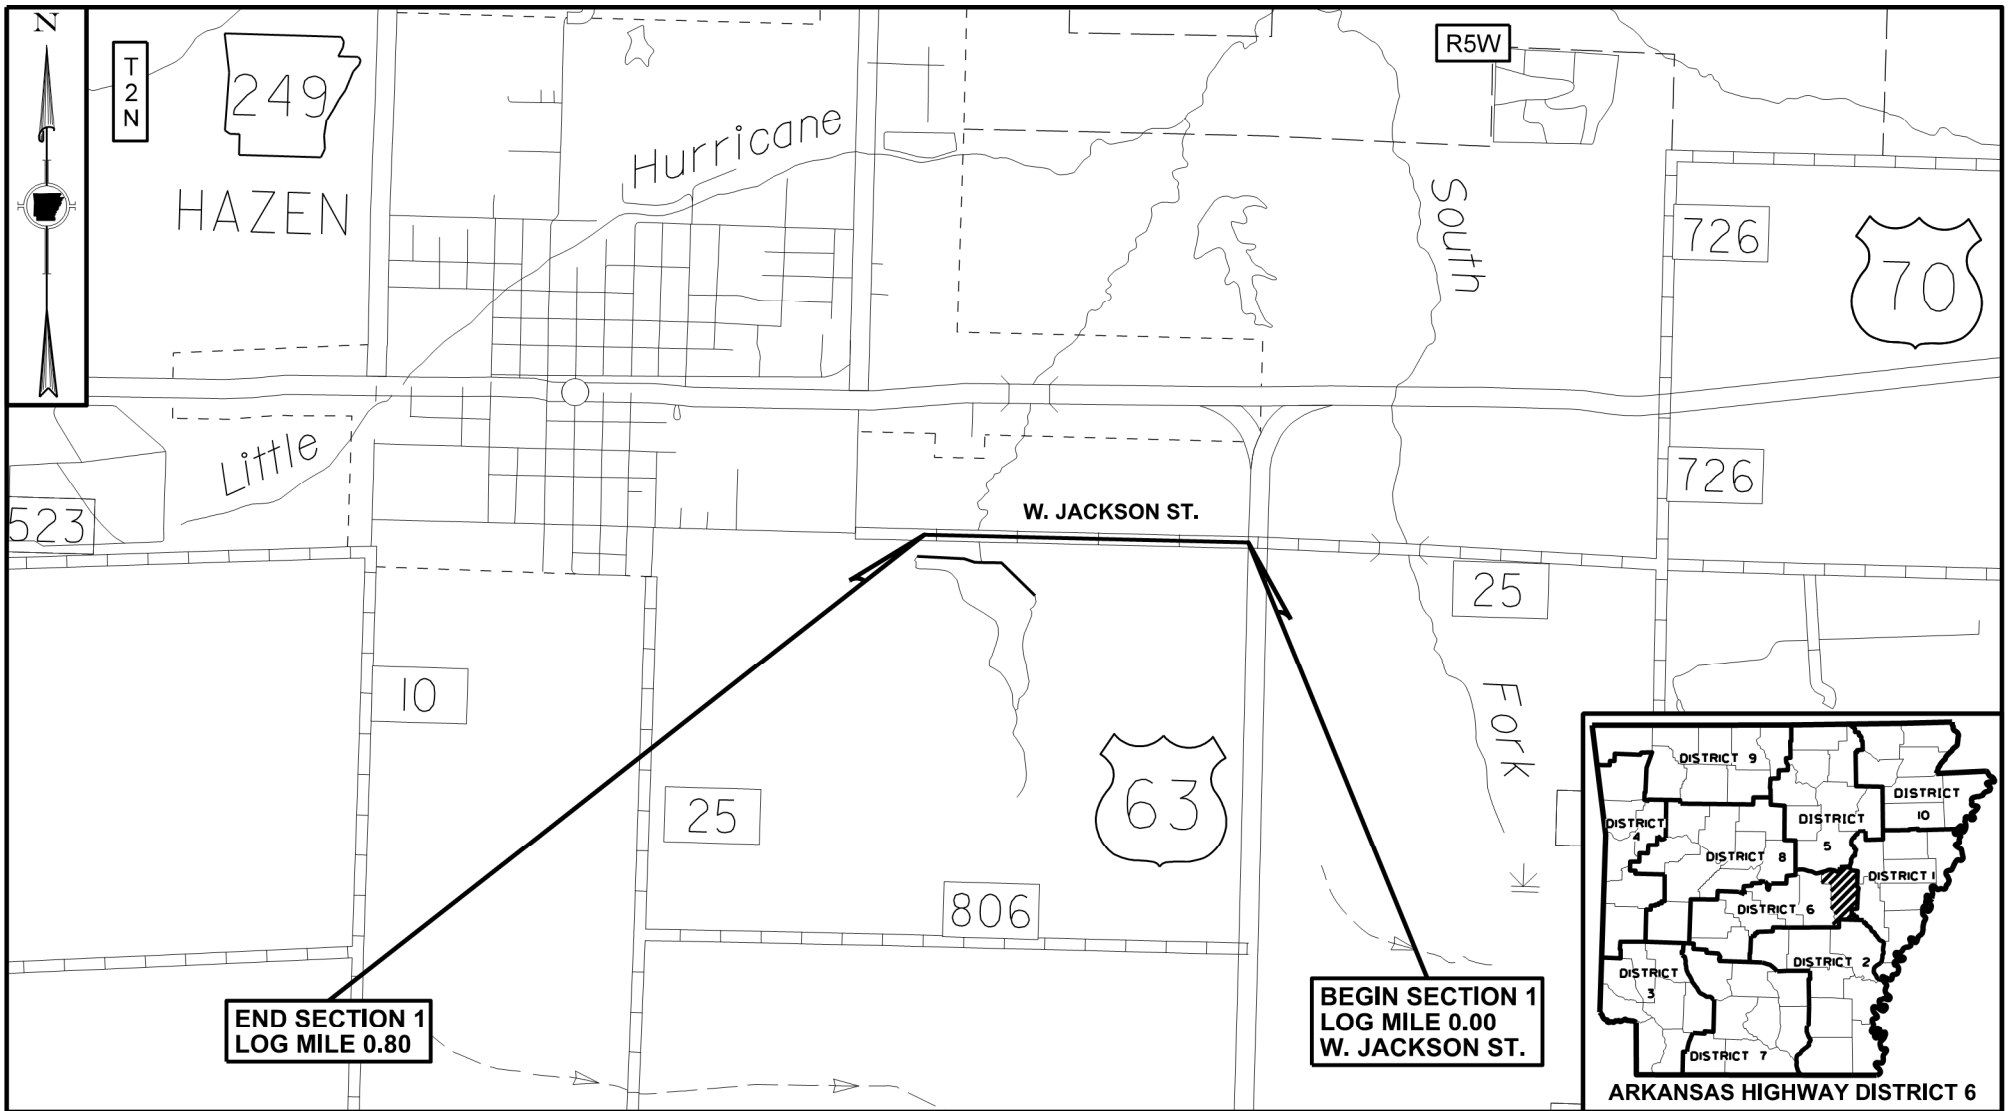 N
T
2
N
249
HAZEN
Hurricane
R5W
South
726
70
Little
523
W. JACKSON ST.
726
25
10
Fork
63
25
806
END SECTION 1
LOG MILE 0.80
BEGIN SECTION 1
LOG MILE 0.00
W. JACKSON ST.
DISTRICT 9
DISTRICT
10
DISTRICT
4
DISTRICT
5
DISTRICT 8
DISTRICT 1
DISTRICT 6
DISTRICT 2
DISTRICT
3
DISTRICT 7
ARKANSAS HIGHWAY DISTRICT 6